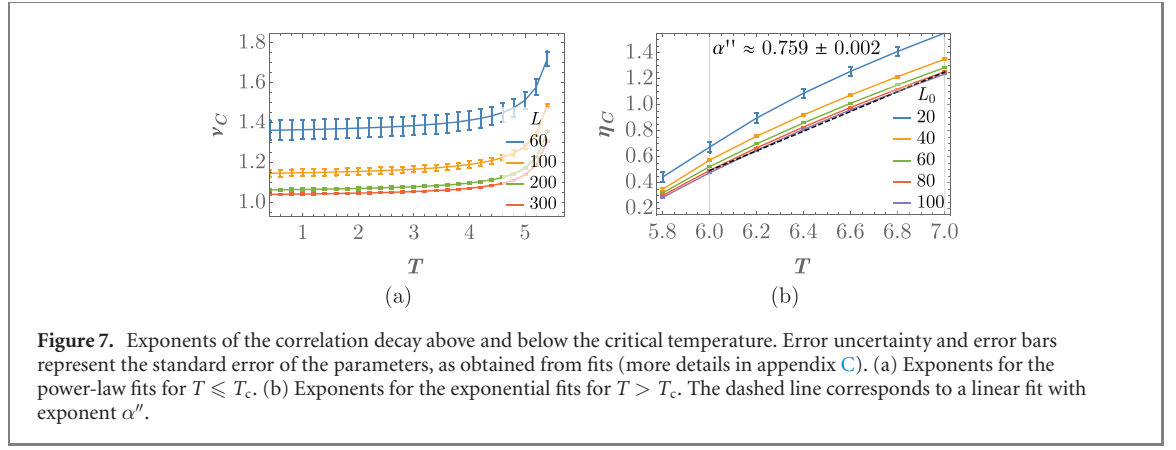 1.8
1.6
1.4
1.2
1.0
ν_C
L
60
100
200
300
1 2 3 4 5
T
(a)
α'' ≈ 0.759 ± 0.002
1.4
1.2
1.0
0.8
0.6
0.4
0.2
η_C
L₀
20
40
60
80
100
5.8 6.0 6.2 6.4 6.6 6.8 7.0
T
(b)
Figure 7. Exponents of the correlation decay above and below the critical temperature. Error uncertainty and error bars
represent the standard error of the parameters, as obtained from fits (more details in appendix C). (a) Exponents for the
power-law fits for T ⩽ T_c. (b) Exponents for the exponential fits for T > T_c. The dashed line corresponds to a linear fit with
exponent α″.